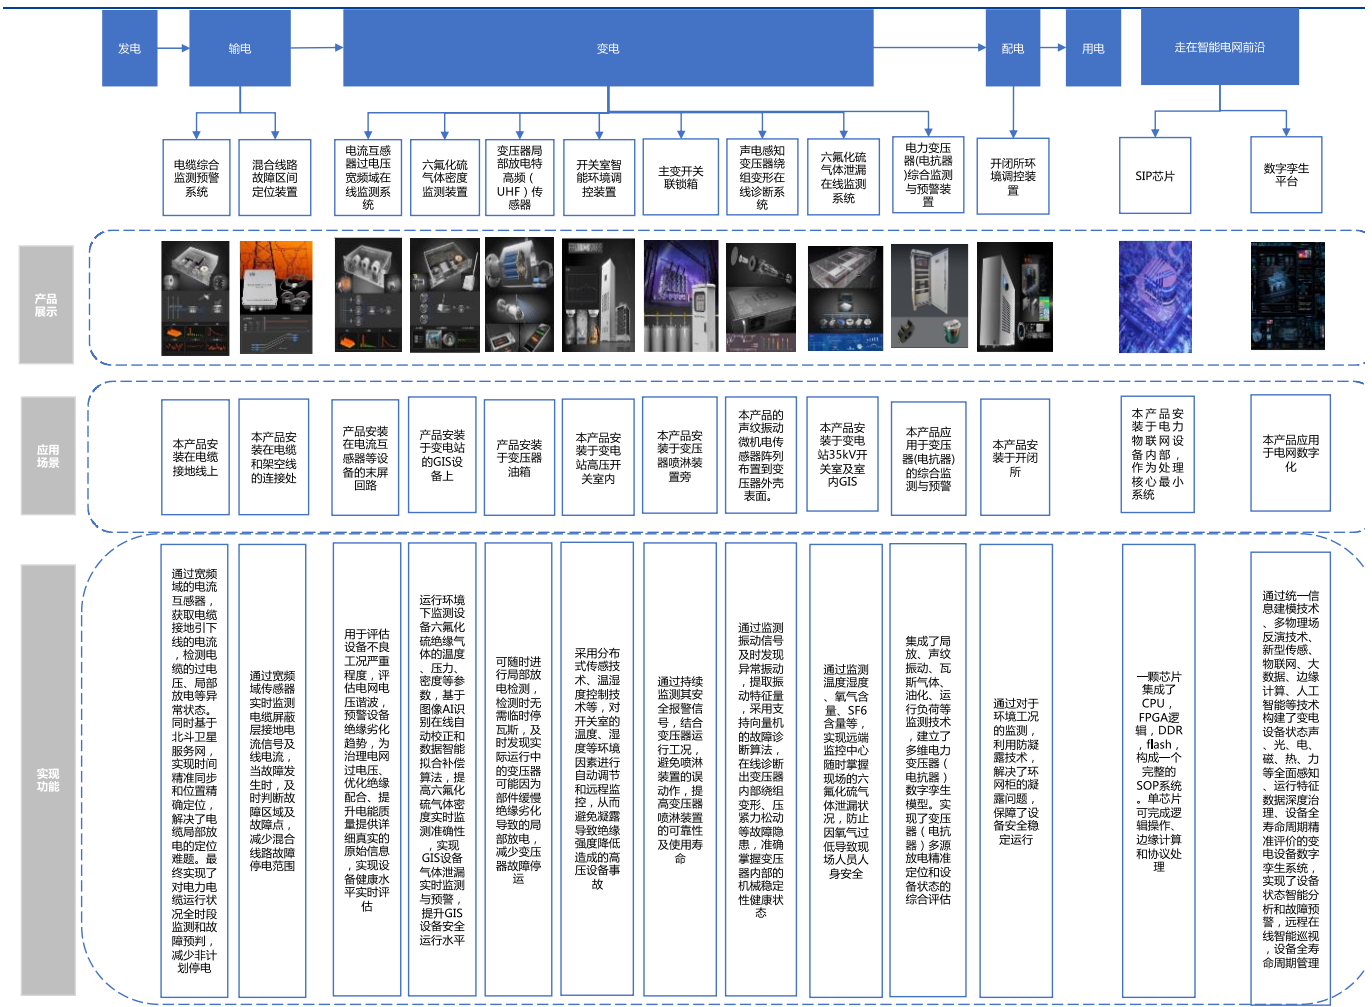 发电
输电
变电
配电
用电
走在智能电网前沿
电缆综合
监测预警
系统
混合线路
故障区间
定位装置
电流互感
器过电压
宽频域在
线监测系
统
六氟化硫
气体密度
监测装置
变压器局
部放电特
高频（
UHF）传
感器
开关室智
能环境调
控装置
主变开关
联锁箱
声电感知
变压器绕
组变形在
线诊断系
统
六氟化硫
气体泄漏
在线监测
系统
电力变压
器(电抗器
)综合监测
与预警装
置
开闭所环
境调控装
置
SIP芯片
数字孪生
平台
产品
展示
应用
场景
本产品安
装在电缆
接地线上
本产品安
装在电缆
和架空线
的连接处
产品安装
在电流互
感器等设
备的末屏
回路
产品安装
于变电站
的GIS设
备上
产品安装
于变压器
油箱
本产品安
装于变电
站高压开
关室内
本产品安
装于变压
器喷淋装
置旁
本产品的
声纹振动
微机电传
感器阵列
布置到变
压器外壳
表面。
本产品安
装于变电
站35kV开
关室及室
内GIS
本产品应
用于变压
器(电抗器)
的综合监
测与预警
本产品安
装于开闭
所
本产品安
装于电力
物联网设
备内部，
作为处理
核心最小
系统
本产品应用
于电网数字
化
实现
功能
通过宽频
域的电流
互感器，
获取电缆
接地引下
线的电流
，检测电
缆的过电
压、局部
放电等异
常状态。
同时基于
北斗卫星
服务网，
实现时间
精准同步
和位置精
确定位，
解决了电
缆局部放
电的定位
难题。最
终实现了
对电力电
缆运行状
况全时段
监测和故
障预判，
减少非计
划停电
通过宽频
域传感器
实时监测
电缆屏蔽
层接地电
流信号及
线电流，
当故障发
生时，及
时判断故
障区域及
故障点，
减少混合
线路故障
停电范围
用于评估
设备不良
工况严重
程度，评
估电网电
压谐波，
预警设备
绝缘劣化
趋势，为
治理电网
过电压、
优化绝缘
配合、提
升电能质
量提供详
细真实的
原始信息
，实现设
备健康水
平实时评
估
运行环境
下监测设
备六氟化
硫绝缘气
体的温度
、压力、
密度等参
数，基于
图像AI识
别在线自
动校正和
数据智能
拟合补偿
算法，提
高六氟化
硫气体密
度实时监
测准确性
，实现
GIS设备
气体泄漏
实时监测
与预警，
提升GIS
设备安全
运行水平
可随时进
行局部放
电检测，
检测时无
需临时停
瓦斯，及
时发现实
际运行中
的变压器
可能因为
部件缓慢
绝缘劣化
导致的局
部放电，
减少变压
器故障停
运
采用分布
式传感技
术、温湿
度控制技
术等，对
开关室的
温度、湿
度等环境
因素进行
自动调节
和远程监
控，从而
避免凝露
导致绝缘
强度降低
造成的高
压设备事
故
通过持续
监测其安
全报警信
号，结合
变压器运
行工况，
避免喷淋
装置的误
动作，提
高变压器
喷淋装置
的可靠性
及使用寿
命
通过监测
振动信号
及时发现
异常振动
，提取振
动特征量
，采用支
持向量机
的故障诊
断算法，
在线诊断
出变压器
内部绕组
变形、压
紧力松动
等故障隐
患，准确
掌握变压
器内部的
机械稳定
性健康状
态
通过监测
温度湿度
、氧气含
量、SF6
含量等，
实现远端
监控中心
随时掌握
现场的六
氟化硫气
体泄漏状
况，防止
因氧气过
低导致现
场人员人
身安全
集成了局
放、声纹
振动、瓦
斯气体、
油化、运
行负荷等
监测技术
，建立了
多维电力
变压器（
电抗器）
数字孪生
模型。实
现了变压
器（电抗
器）多源
放电精准
定位和设
备状态的
综合评估
通过对于
环境工况
的监测，
利用防凝
露技术，
解决了环
网柜的凝
露问题，
保障了设
备安全稳
定运行
一颗芯片
集成了
CPU，
FPGA逻
辑，DDR
，flash，
构成一个
完整的
SOP系统
。单芯片
可完成逻
辑操作、
边缘计算
和协议处
理
通过统一信
息建模技术
、多物理场
反演技术、
新型传感、
物联网、大
数据、边缘
计算、人工
智能等技术
构建了变电
设备状态声
、光、电、
磁、热、力
等全面感知
、运行特征
数据深度治
理、设备全
寿命周期精
准评价的变
电设备数字
孪生系统，
实现了设备
状态智能分
析和故障预
警，远程在
线智能巡视
，设备全寿
命周期管理